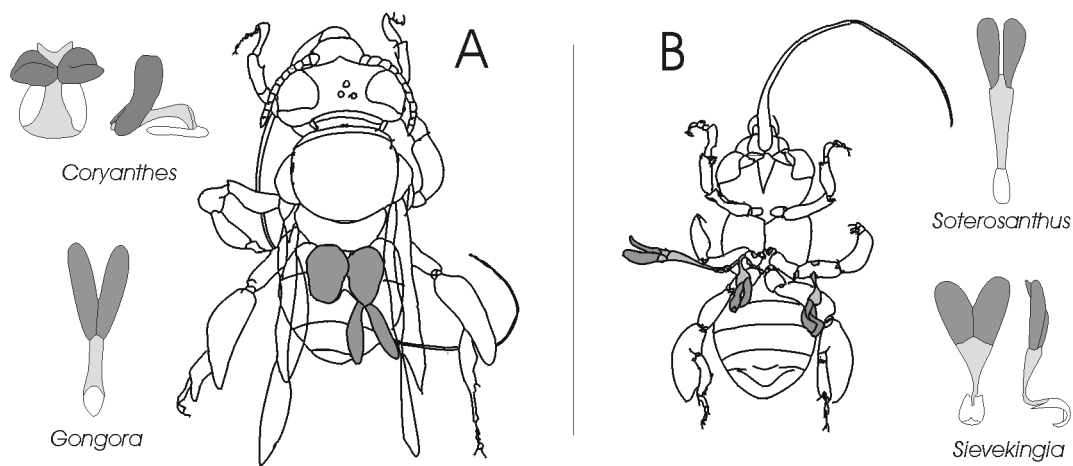 A
Coryanthes
Gongora
B
Soterosanthus
Sievekingia